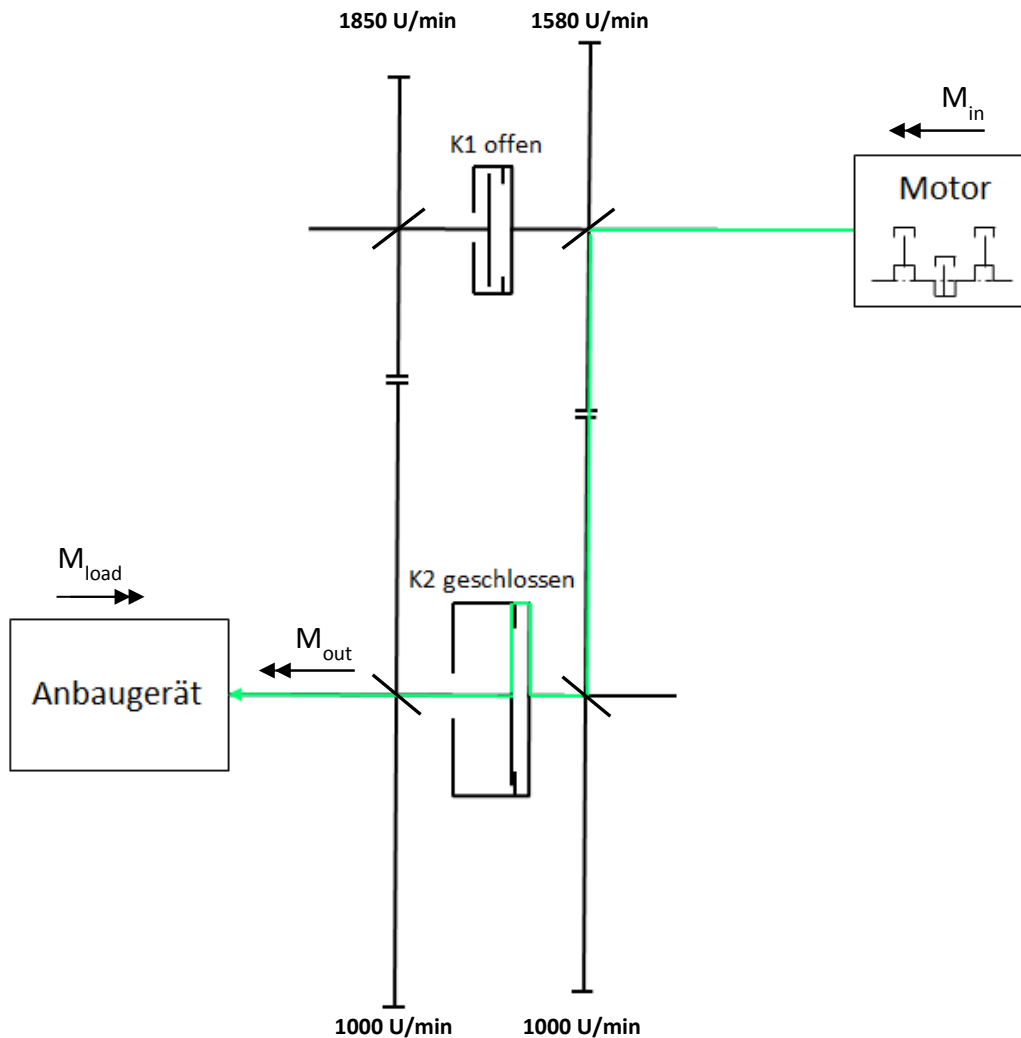 1850 U/min
1580 U/min
M_in
K1 offen
Motor
K2 geschlossen
M_load
M_out
Anbaugerät
1000 U/min
1000 U/min